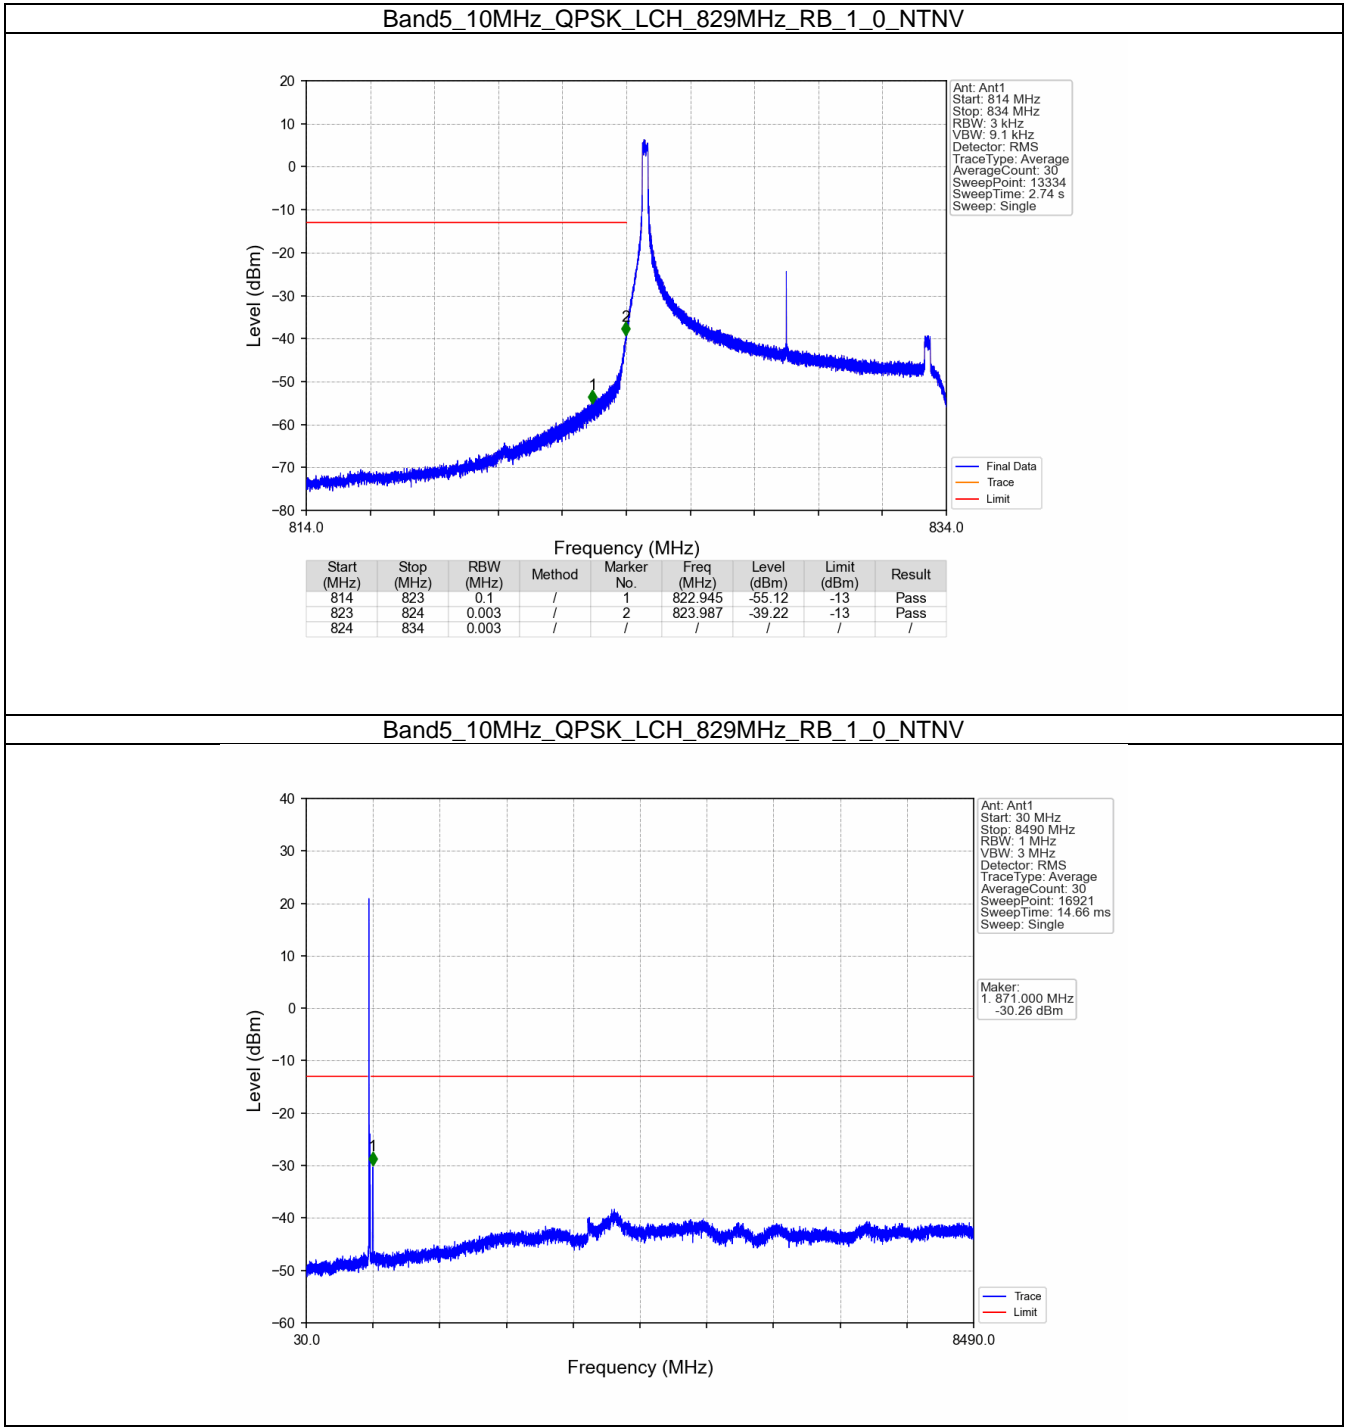 Band5_10MHz_QPSK_LCH_829MHz_RB_1_0_NTNV
20
10
0
−10
−20
−30
−40
−50
−60
−70
−80
Level (dBm)
1
2
814.0
834.0
Frequency (MHz)
Ant: Ant1
Start: 814 MHz
Stop: 834 MHz
RBW: 3 kHz
VBW: 9.1 kHz
Detector: RMS
TraceType: Average
AverageCount: 30
SweepPoint: 13334
SweepTime: 2.74 s
Sweep: Single
Final Data
Trace
Limit
Start (MHz) Stop (MHz) RBW (MHz) Method Marker No. Freq (MHz) Level (dBm) Limit (dBm) Result
814 823 0.1 / 1 822.945 -55.12 -13 Pass
823 824 0.003 / 2 823.987 -39.22 -13 Pass
824 834 0.003 / / / / / /
Band5_10MHz_QPSK_LCH_829MHz_RB_1_0_NTNV
40
30
20
10
0
−10
−20
−30
−40
−50
−60
Level (dBm)
1
30.0
8490.0
Frequency (MHz)
Ant: Ant1
Start: 30 MHz
Stop: 8490 MHz
RBW: 1 MHz
VBW: 3 MHz
Detector: RMS
TraceType: Average
AverageCount: 30
SweepPoint: 16921
SweepTime: 14.66 ms
Sweep: Single
Maker:
1. 871.000 MHz
-30.26 dBm
Trace
Limit